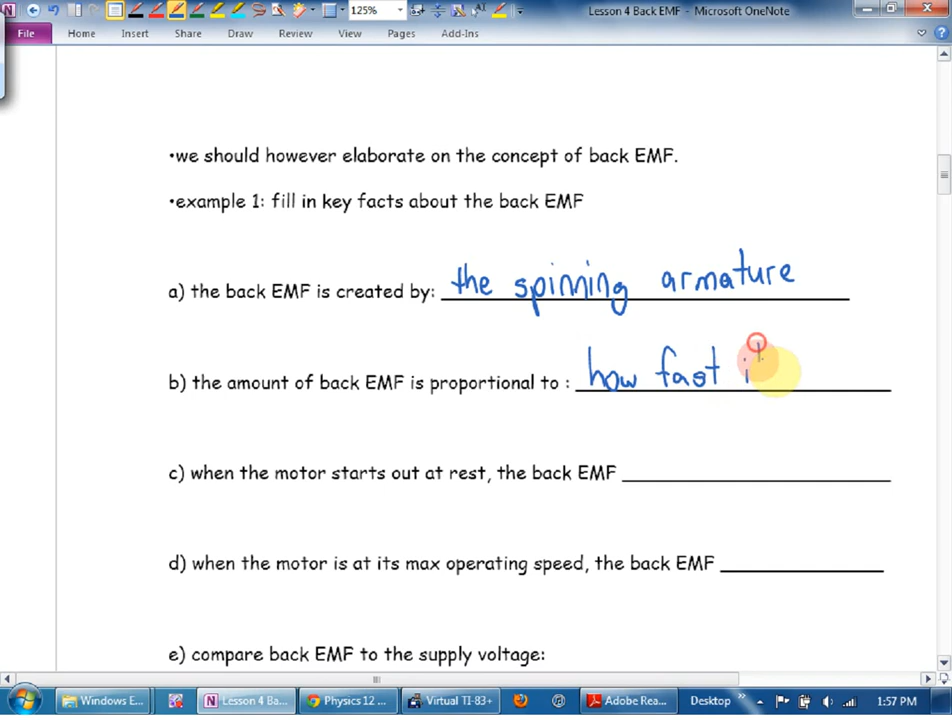 Lesson 4 Back EMF - Microsoft OneNote
125%
File Home Insert Share Draw Review View Pages Add-Ins
•we should however elaborate on the concept of back EMF.
•example 1: fill in key facts about the back EMF
a) the back EMF is created by: the spinning armature
b) the amount of back EMF is proportional to : how fast it
c) when the motor starts out at rest, the back EMF
d) when the motor is at its max operating speed, the back EMF
e) compare back EMF to the supply voltage:
Windows E... Lesson 4 Ba... Physics 12 ... Virtual TI-83+ Adobe Rea... Desktop 1:57 PM